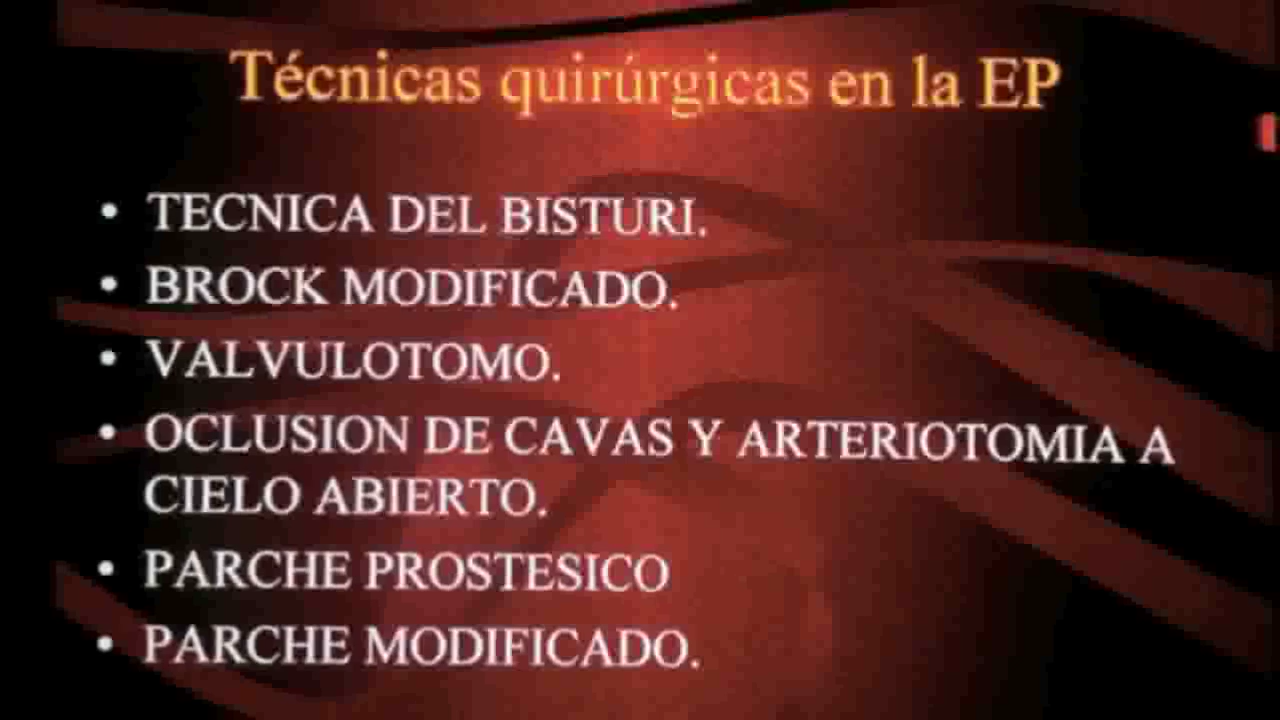 Técnicas quirúrgicas en la EP
• TECNICA DEL BISTURI.
• BROCK MODIFICADO.
• VALVULOTOMO.
• OCLUSION DE CAVAS Y ARTERIOTOMIA A
CIELO ABIERTO.
• PARCHE PROSTESICO
• PARCHE MODIFICADO.